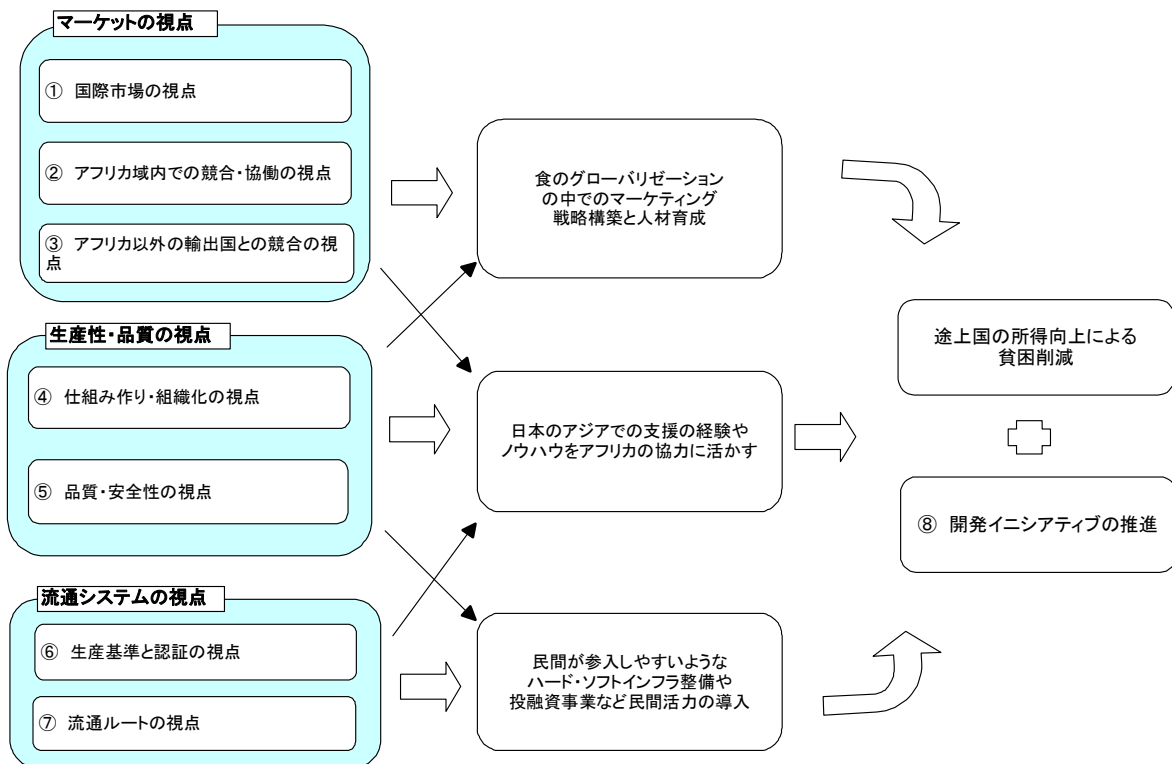 マーケットの視点
① 国際市場の視点
② アフリカ域内での競合・協働の視点
③ アフリカ以外の輸出国との競合の視
点
生産性・品質の視点
④ 仕組み作り・組織化の視点
⑤ 品質・安全性の視点
流通システムの視点
⑥ 生産基準と認証の視点
⑦ 流通ルートの視点
食のグローバリゼーション
の中でのマーケティング
戦略構築と人材育成
日本のアジアでの支援の経験や
ノウハウをアフリカの協力に活かす
民間が参入しやすいような
ハード・ソフトインフラ整備や
投融資事業など民間活力の導入
途上国の所得向上による
貧困削減
⑧ 開発イニシアティブの推進